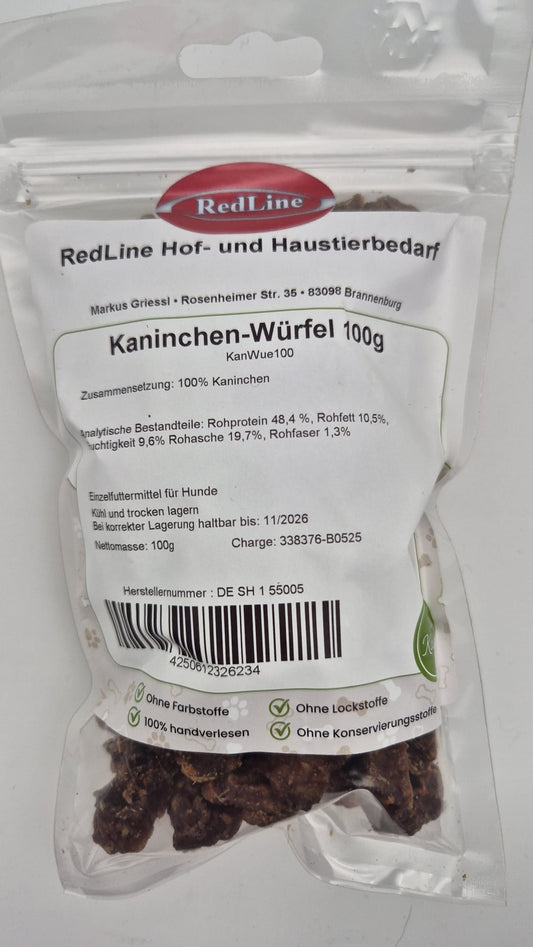 RedLine
RedLine Hof- und Haustierbedarf
Markus Griessl • Rosenheimer Str. 35 • 83098 Brannenburg
Kaninchen-Würfel 100g
KanWue100
Zusammensetzung: 100% Kaninchen
Analytische Bestandteile: Rohprotein 48,4 %, Rohfett 10,5%,
uchtigkeit 9,6% Rohasche 19,7%, Rohfaser 1,3%
Einzelfuttermittel für Hunde
Kühl und trocken lagern
Bei korrekter Lagerung haltbar bis: 11/2026
Nettomasse: 100g Charge: 338376-B0525
Herstellernummer : DE SH 1 55005
4250612326234
Ohne Farbstoffe Ohne Lockstoffe
100% handverlesen Ohne Konservierungsstoffe